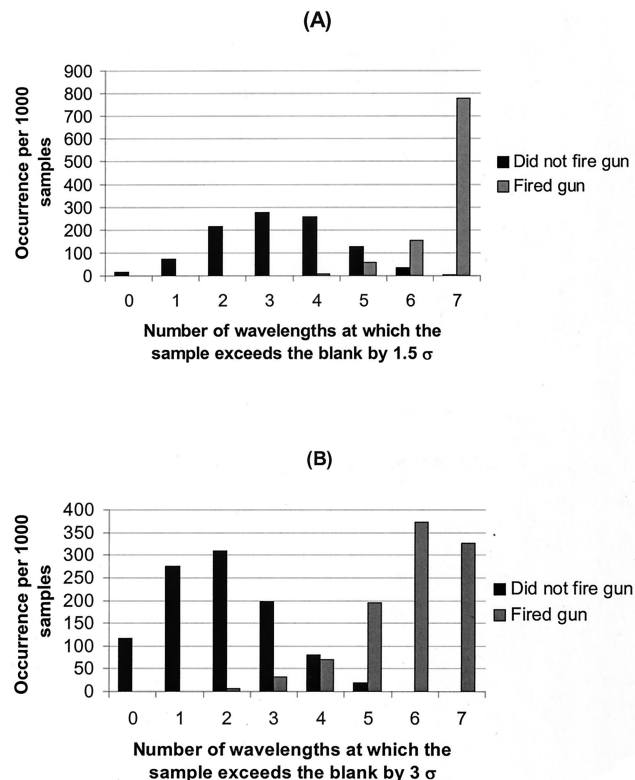 (A)
Occurrence per 1000
samples
900
800
700
600
500
400
300
200
100
0
0 1 2 3 4 5 6 7
Number of wavelengths at which the
sample exceeds the blank by 1.5 σ
Did not fire gun
Fired gun
(B)
Occurrence per 1000
samples
400
350
300
250
200
150
100
50
0
0 1 2 3 4 5 6 7
Number of wavelengths at which the
sample exceeds the blank by 3 σ
Did not fire gun
Fired gun